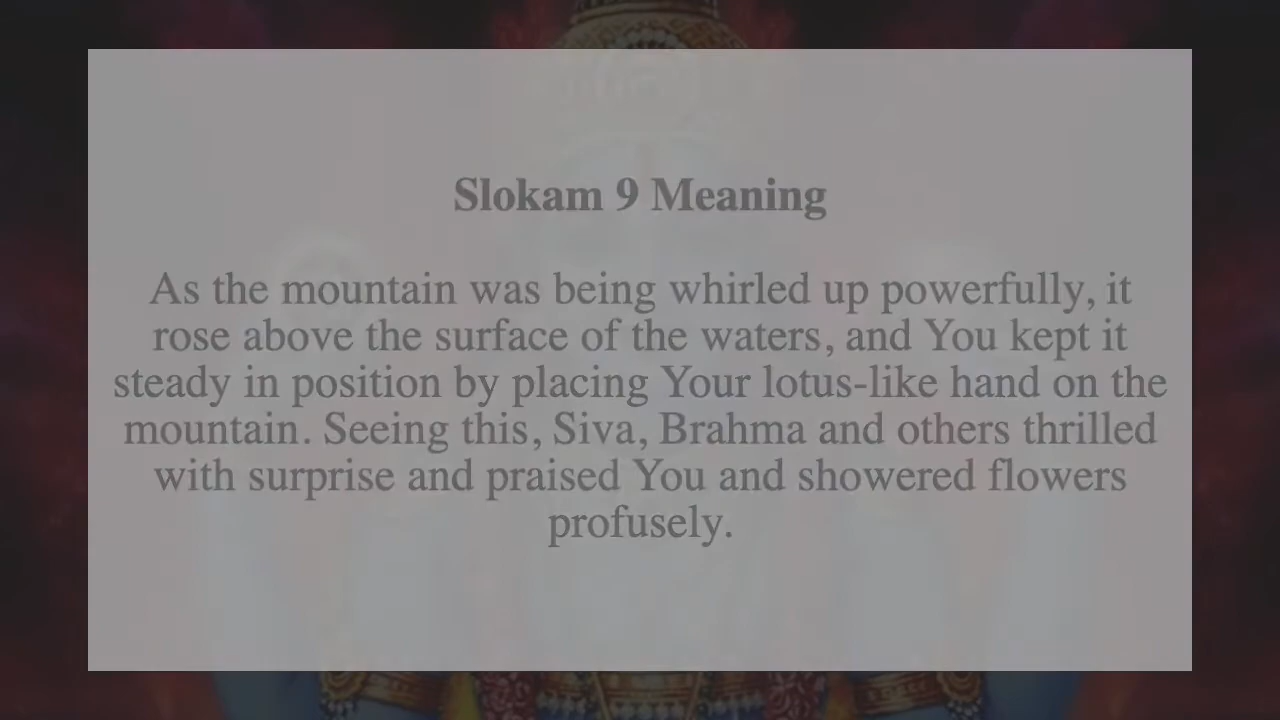 Slokam 9 Meaning
As the mountain was being whirled up powerfully, it
rose above the surface of the waters, and You kept it
steady in position by placing Your lotus-like hand on the
mountain. Seeing this, Siva, Brahma and others thrilled
with surprise and praised You and showered flowers
profusely.